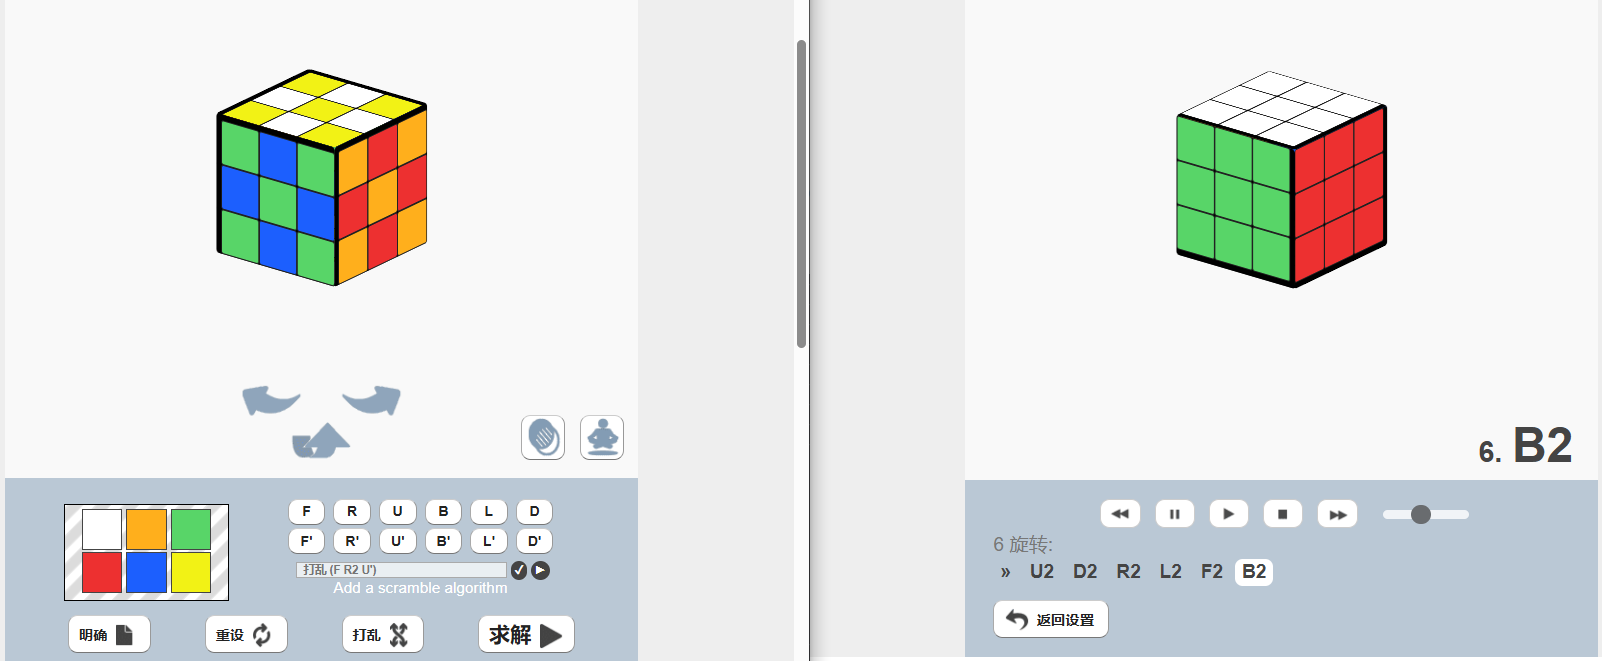 F R U B L D
F' R' U' B' L' D'
打乱 (F R2 U')
Add a scramble algorithm
明确 重设 打乱 求解
6. B2
6 旋转:
» U2 D2 R2 L2 F2 B2
返回设置